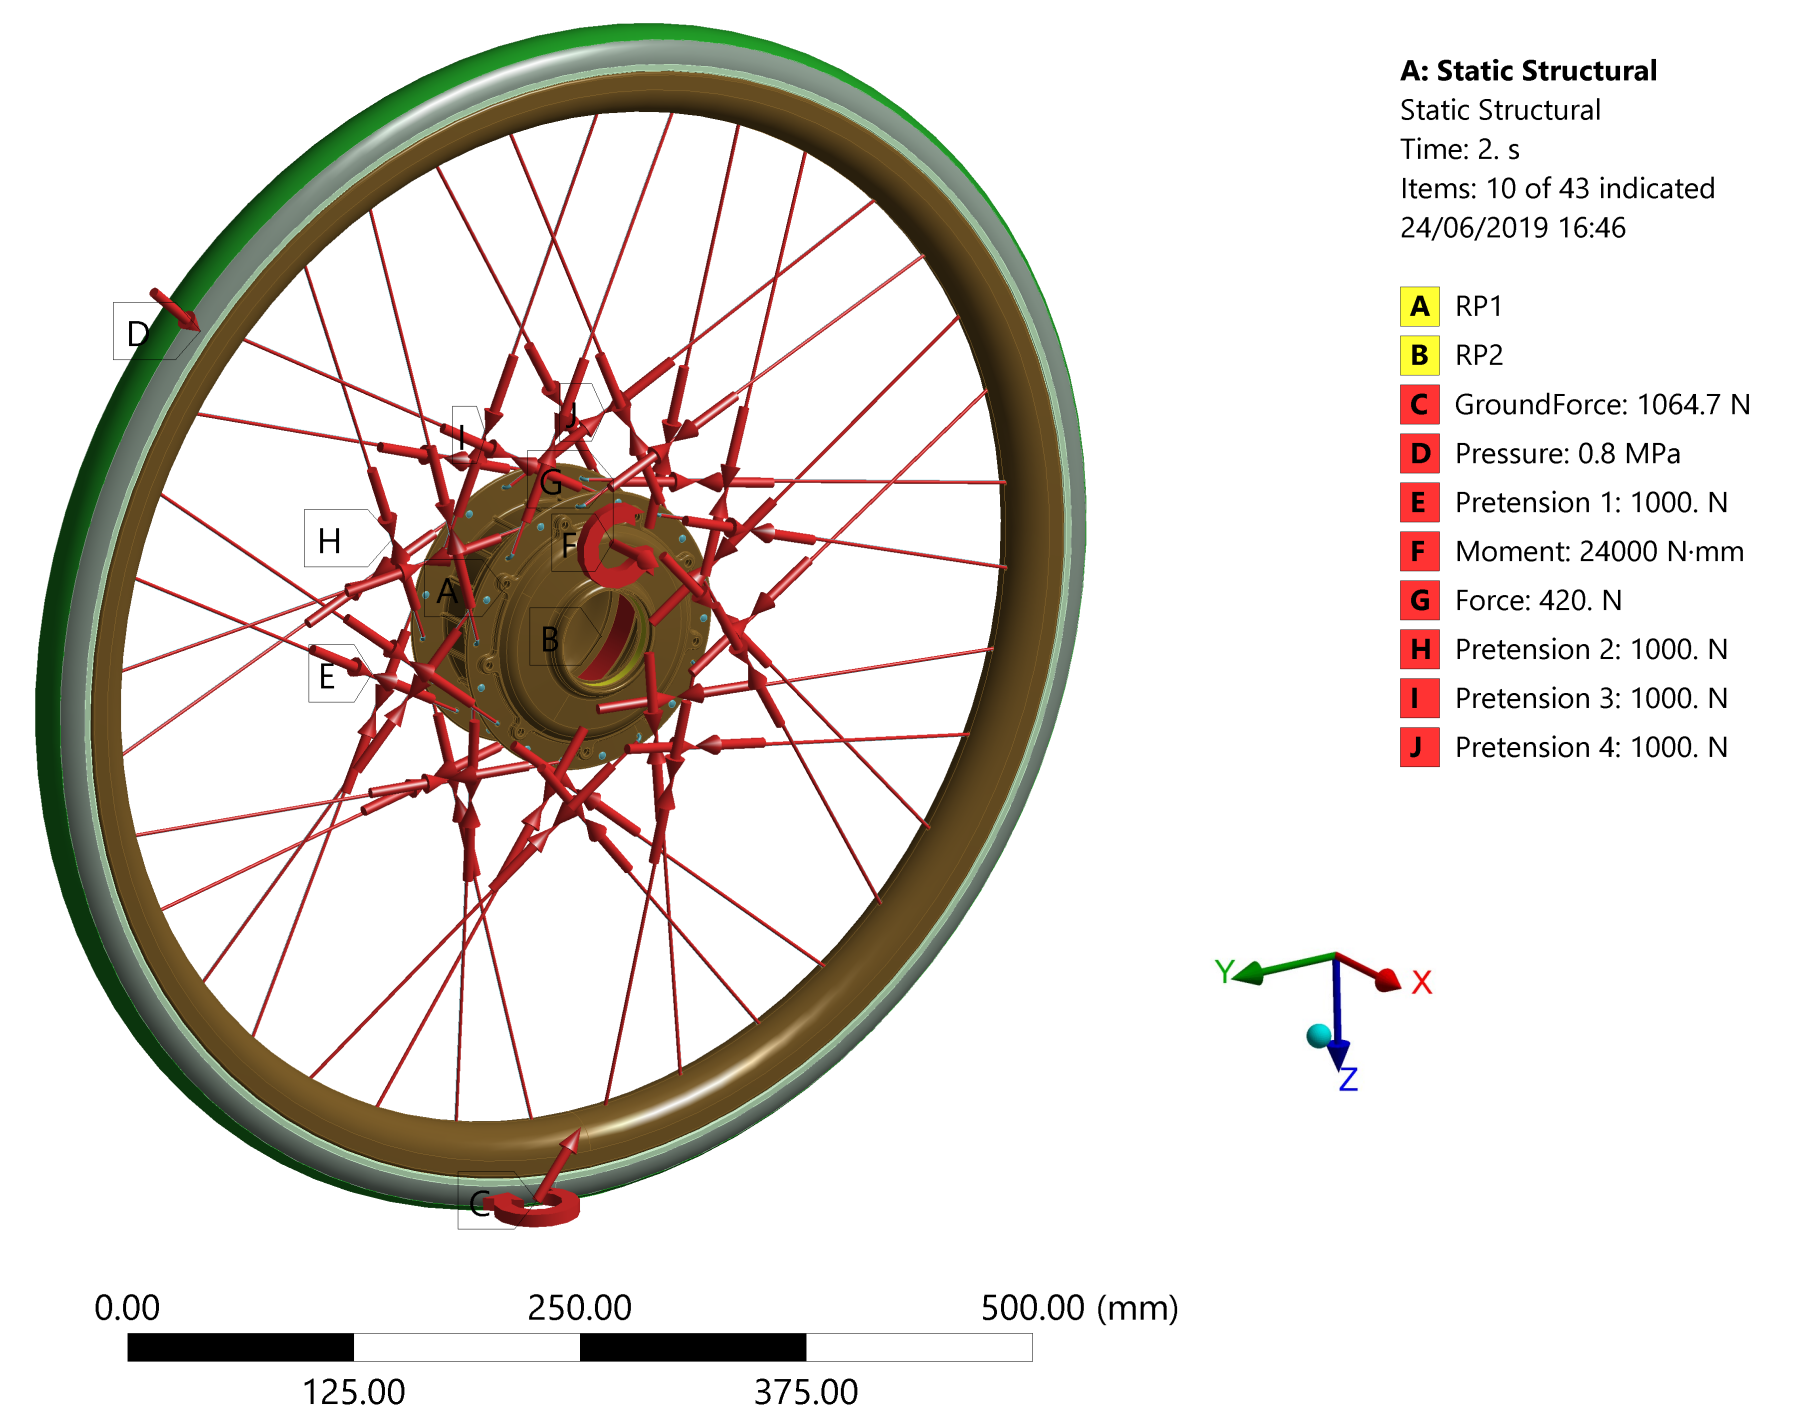 A: Static Structural
Static Structural
Time: 2. s
Items: 10 of 43 indicated
24/06/2019 16:46
A RP1
B RP2
C GroundForce: 1064.7 N
D Pressure: 0.8 MPa
E Pretension 1: 1000. N
F Moment: 24000 N·mm
G Force: 420. N
H Pretension 2: 1000. N
I Pretension 3: 1000. N
J Pretension 4: 1000. N
D
J
I
G
H
F
A
B
E
C
Y
X
Z
0.00 250.00 500.00 (mm)
125.00 375.00